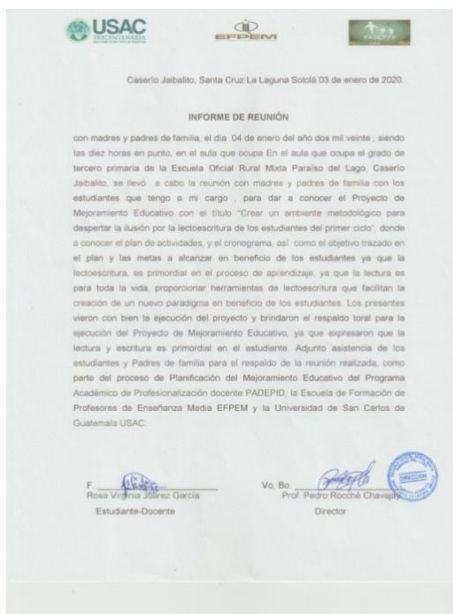 USAC
TRICENTENARIA
EFPEM
Caserío Jaibalito, Santa Cruz La Laguna Sololá 03 de enero de 2020.
INFORME DE REUNIÓN
con madres y padres de familia, el día 04 de enero del año dos mil veinte , siendo
las diez horas en punto, en el aula que ocupa En el aula que ocupa el grado de
tercero primaria de la Escuela Oficial Rural Mixta Paraíso del Lago, Caserío
Jaibalito, se llevó a cabo la reunión con madres y padres de familia con los
estudiantes que tengo a mi cargo , para dar a conocer el Proyecto de
Mejoramiento Educativo con el título "Crear un ambiente metodológico para
despertar la ilusión por la lectoescritura de los estudiantes del primer ciclo", donde
a conocer el plan de actividades, y el cronograma, así como el objetivo trazado en
el plan y las metas a alcanzar en beneficio de los estudiantes ya que la
lectoescritura, es primordial en el proceso de aprendizaje, ya que la lectura es
para toda la vida, proporcionar herramientas de lectoescritura que facilitan la
creación de un nuevo paradigma en beneficio de los estudiantes. Los presentes
vieron con bien la ejecución del proyecto y brindaron el respaldo toral para la
ejecución del Proyecto de Mejoramiento Educativo, ya que expresaron que la
lectura y escritura es primordial en el estudiante. Adjunto asistencia de los
estudiantes y Padres de familia para el respaldo de la reunión realizada, como
parte del proceso de Planificación del Mejoramiento Educativo del Programa
Académico de Profesionalización docente PADEPID, la Escuela de Formación de
Profesores de Enseñanza Media EFPEM y la Universidad de San Carlos de
Guatemala USAC.
F. Vo, Bo.
Rosa Virginia Juárez García Prof. Pedro Rocché Chavajay
Estudiante-Docente Director
DIRECCION